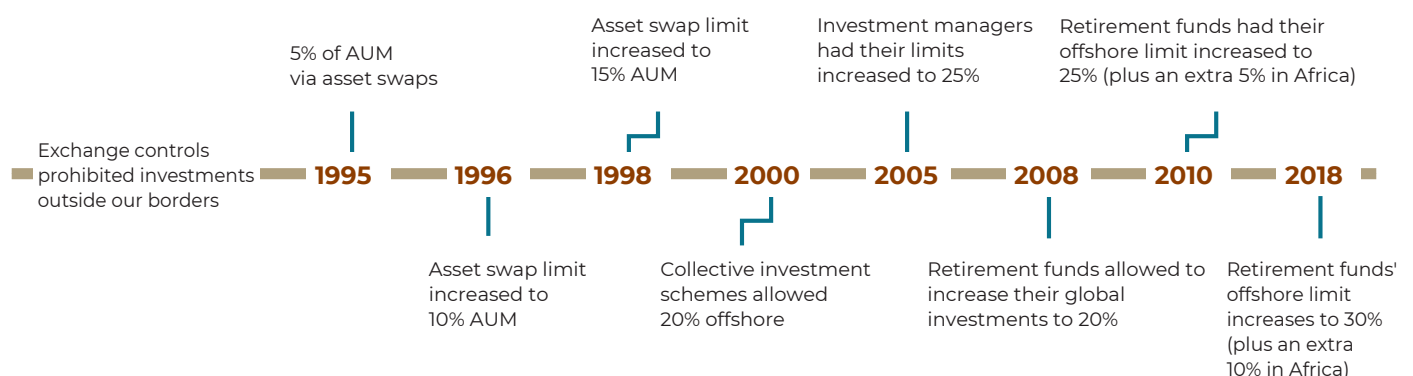 Exchange controls
prohibited investments
outside our borders
5% of AUM
via asset swaps
1995
1996
Asset swap limit
increased to
10% AUM
Asset swap limit
increased to
15% AUM
1998
2000
Collective investment
schemes allowed
20% offshore
Investment managers
had their limits
increased to 25%
2005
2008
Retirement funds allowed to
increase their global
investments to 20%
Retirement funds had their
offshore limit increased to
25% (plus an extra 5% in Africa)
2010
2018
Retirement funds'
offshore limit
increases to 30%
(plus an extra
10% in Africa)